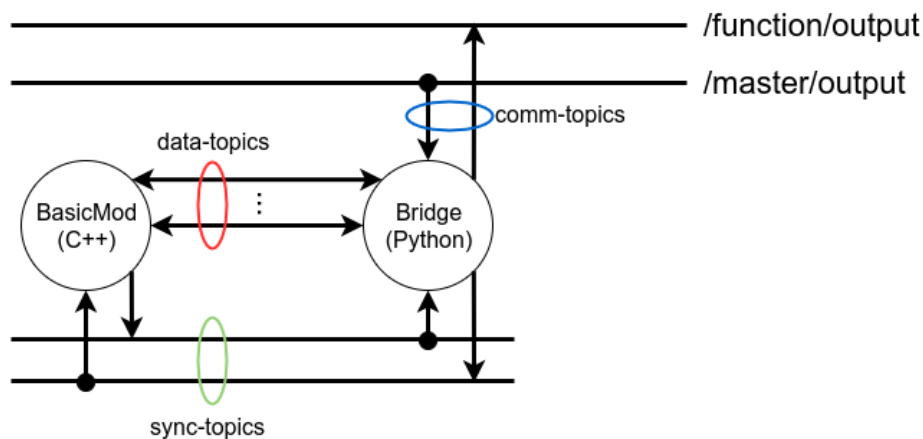 /function/output
/master/output
comm-topics
data-topics
BasicMod
(C++)
⋮
Bridge
(Python)
sync-topics